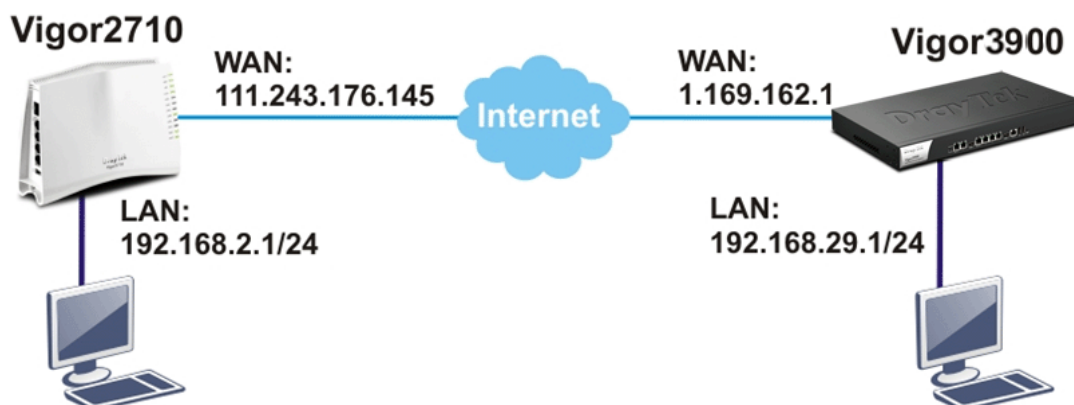 Vigor2710
WAN:
111.243.176.145
Internet
WAN:
1.169.162.1
Vigor3900
DrayTek
LAN:
192.168.2.1/24
LAN:
192.168.29.1/24